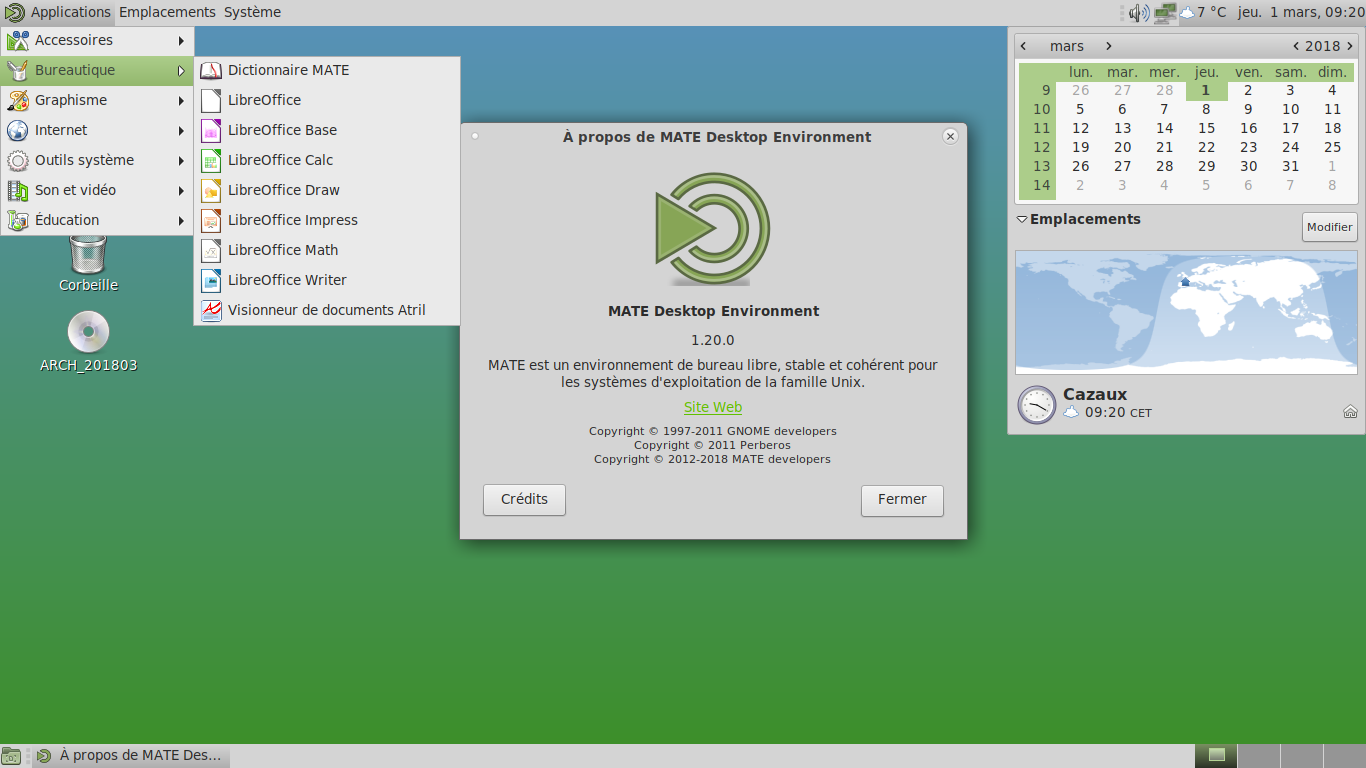 Applications Emplacements Système
7 °C jeu. 1 mars, 09:20
Accessoires
Bureautique
Graphisme
Internet
Outils système
Son et vidéo
Éducation
Dictionnaire MATE
LibreOffice
LibreOffice Base
LibreOffice Calc
LibreOffice Draw
LibreOffice Impress
LibreOffice Math
LibreOffice Writer
Visionneur de documents Atril
Corbeille
ARCH_201803
À propos de MATE Desktop Environment
MATE Desktop Environment
1.20.0
MATE est un environnement de bureau libre, stable et cohérent pour
les systèmes d'exploitation de la famille Unix.
Site Web
Copyright © 1997-2011 GNOME developers
Copyright © 2011 Perberos
Copyright © 2012-2018 MATE developers
Crédits
Fermer
mars 2018
lun. mar. mer. jeu. ven. sam. dim.
9 26 27 28 1 2 3 4
10 5 6 7 8 9 10 11
11 12 13 14 15 16 17 18
12 19 20 21 22 23 24 25
13 26 27 28 29 30 31 1
14 2 3 4 5 6 7 8
Emplacements
Modifier
Cazaux
09:20 CET
À propos de MATE Des...